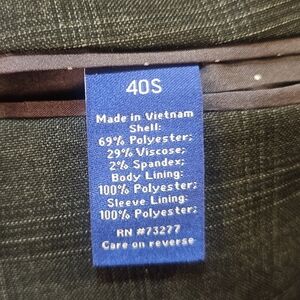 40S
Made in Vietnam
Shell:
69% Polyester;
29% Viscose;
2% Spandex;
Body Lining:
100% Polyester;
Sleeve Lining:
100% Polyester;
RN #73277
Care on reverse